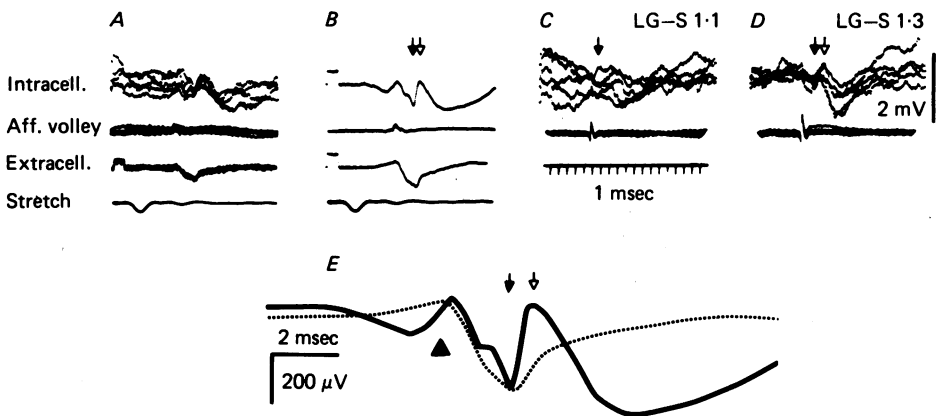 A B C LG–S 1·1 D LG–S 1·3
Intracell.
Aff. volley
2 mV
Extracell.
1 msec
Stretch
E
2 msec
200 μV